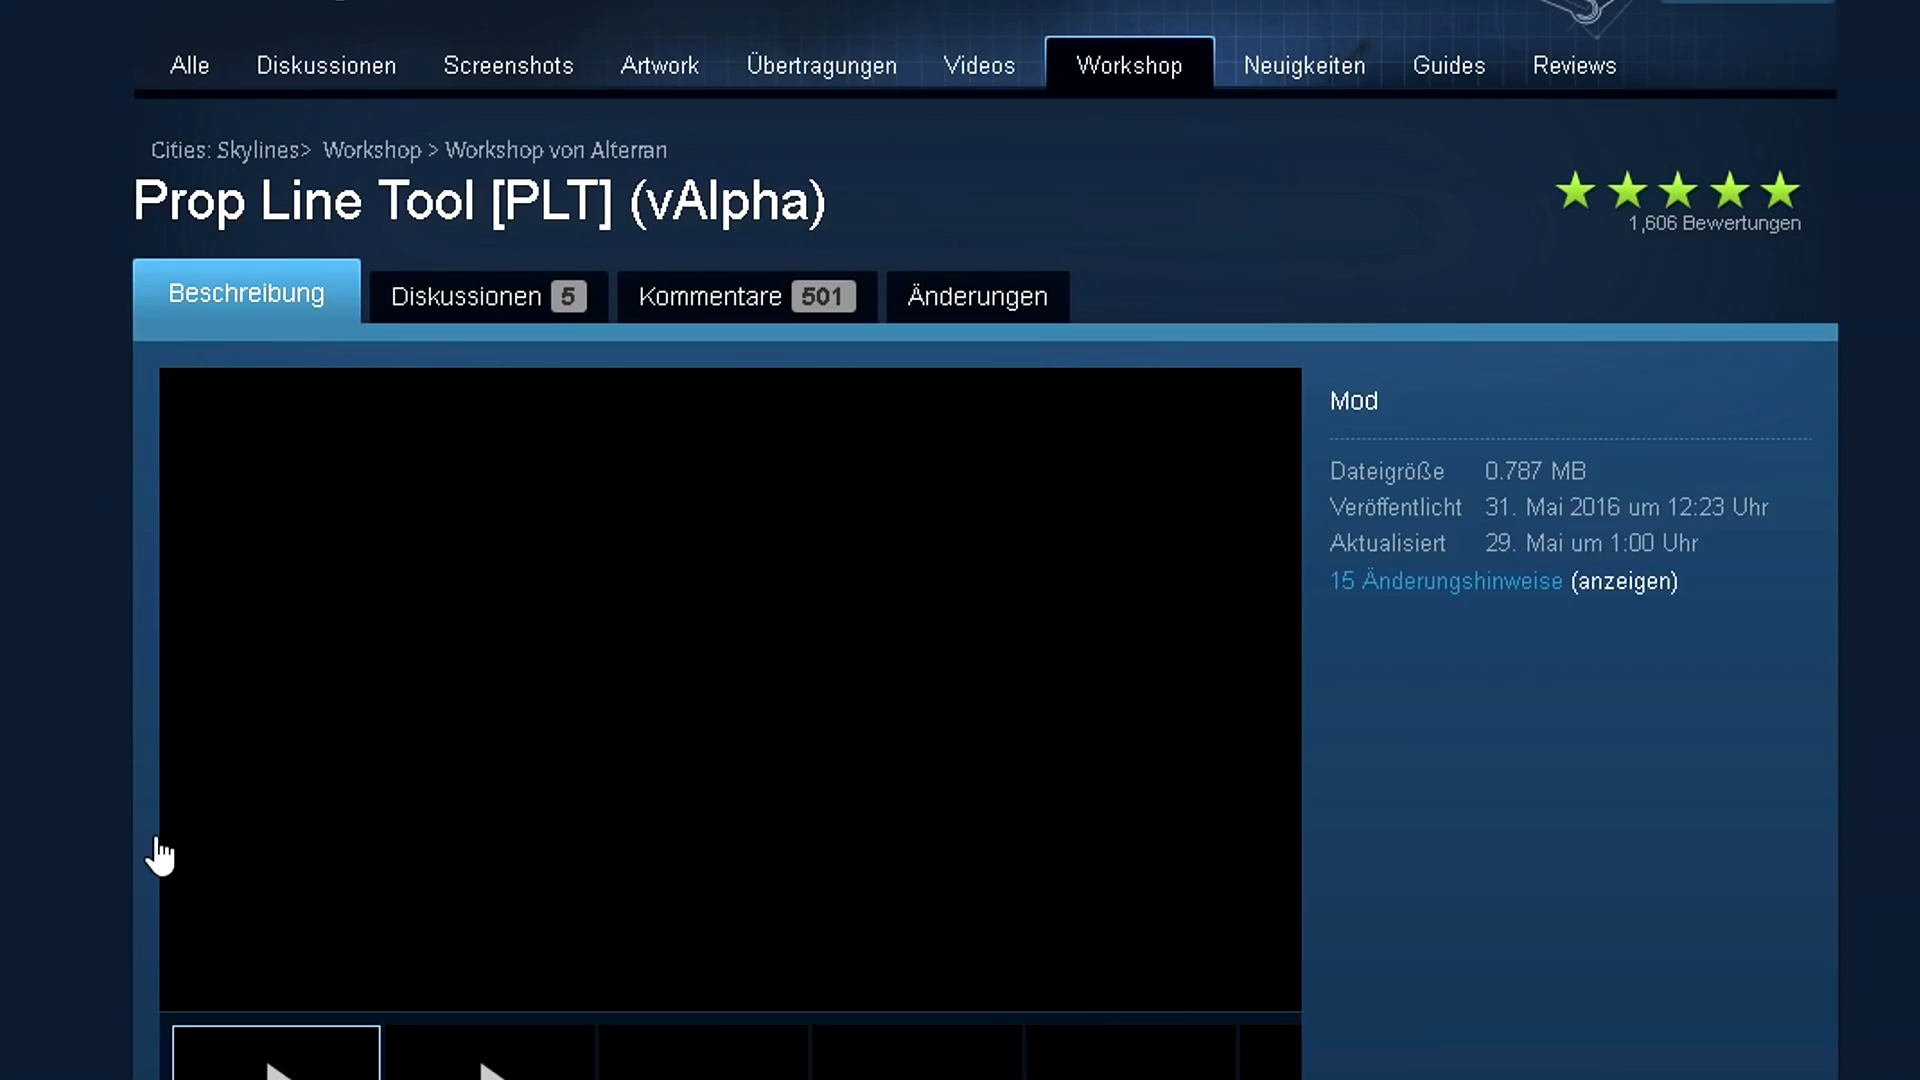 Alle Diskussionen Screenshots Artwork Übertragungen Videos Workshop Neuigkeiten Guides Reviews
Cities: Skylines> Workshop > Workshop von Alterran
Prop Line Tool [PLT] (vAlpha)
1,606 Bewertungen
Beschreibung Diskussionen 5 Kommentare 501 Änderungen
Mod
Dateigröße 0.787 MB
Veröffentlicht 31. Mai 2016 um 12:23 Uhr
Aktualisiert 29. Mai um 1:00 Uhr
15 Änderungshinweise (anzeigen)